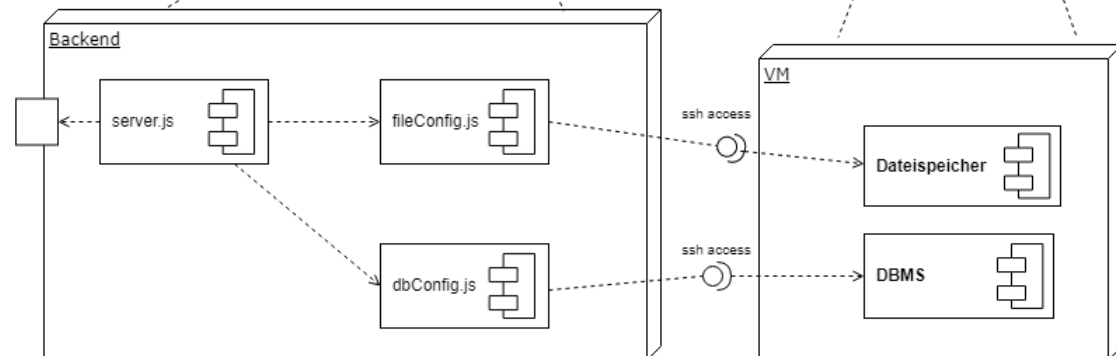 Backend
VM
server.js
fileConfig.js
ssh access
Dateispeicher
dbConfig.js
ssh access
DBMS